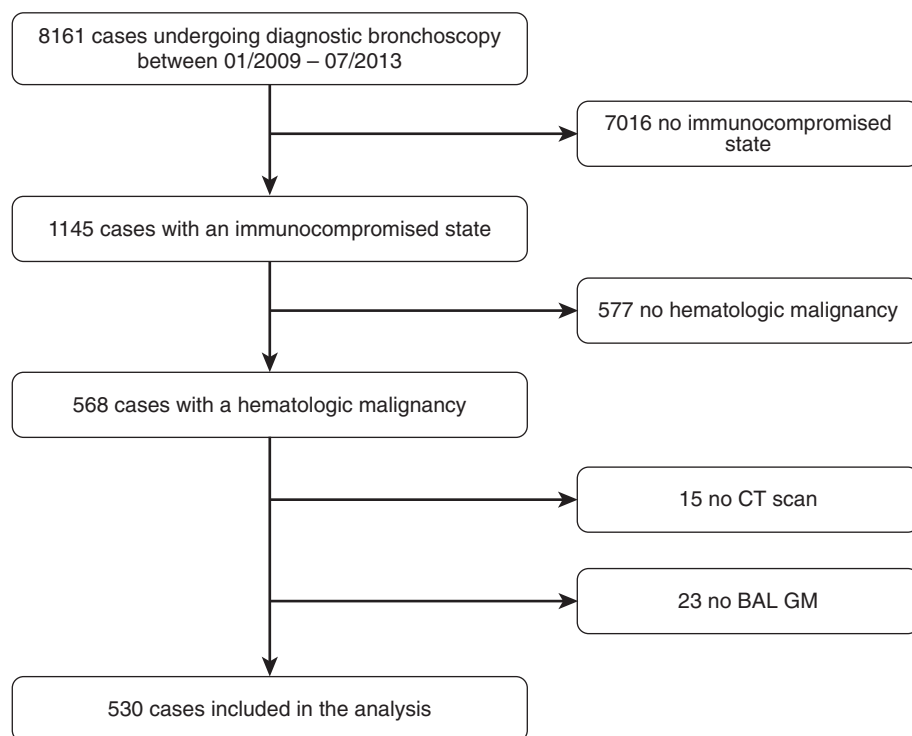 8161 cases undergoing diagnostic bronchoscopy
between 01/2009 – 07/2013
7016 no immunocompromised
state
1145 cases with an immunocompromised state
577 no hematologic malignancy
568 cases with a hematologic malignancy
15 no CT scan
23 no BAL GM
530 cases included in the analysis